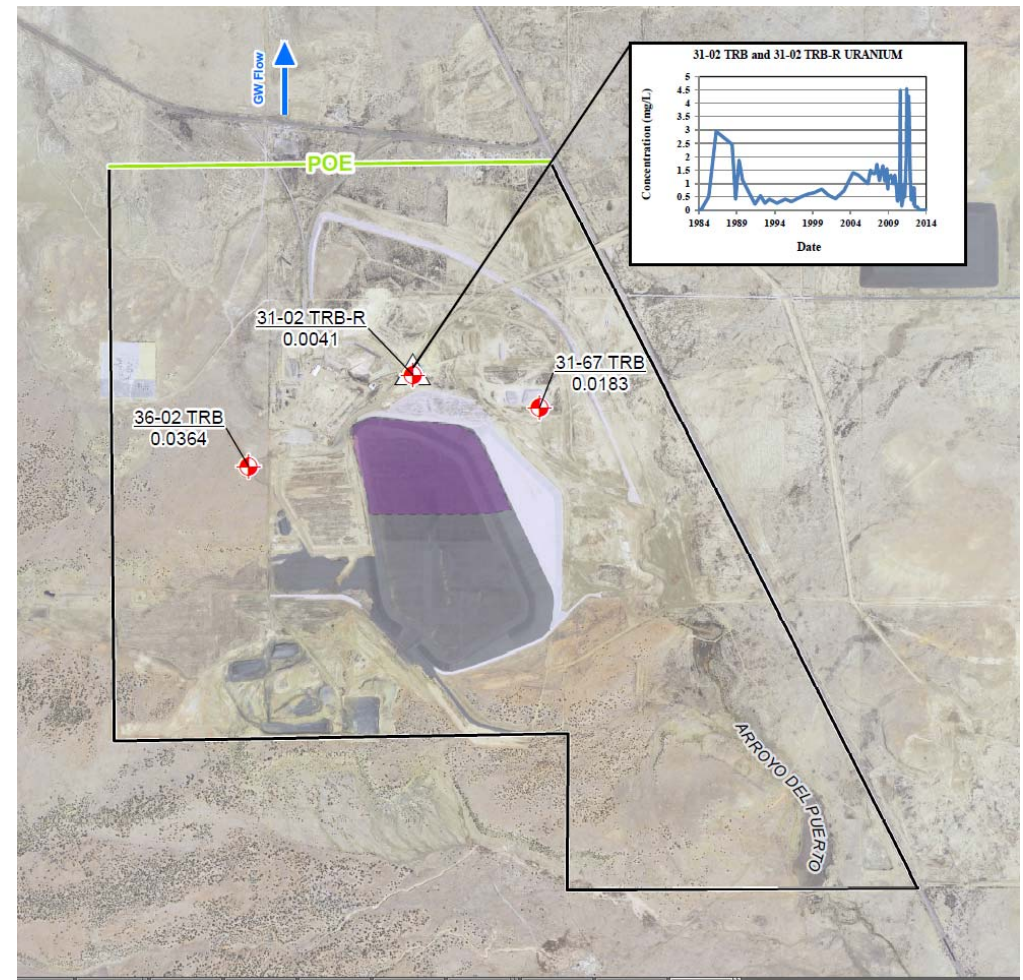 GW Flow
POE
31-02 TRB and 31-02 TRB-R URANIUM
Concentration (mg/L)
5
4.5
4
3.5
3
2.5
2
1.5
1
0.5
0
1984 1989 1994 1999 2004 2009 2014
Date
31-02 TRB-R
0.0041
31-67 TRB
0.0183
36-02 TRB
0.0364
ARROYO DEL PUERTO